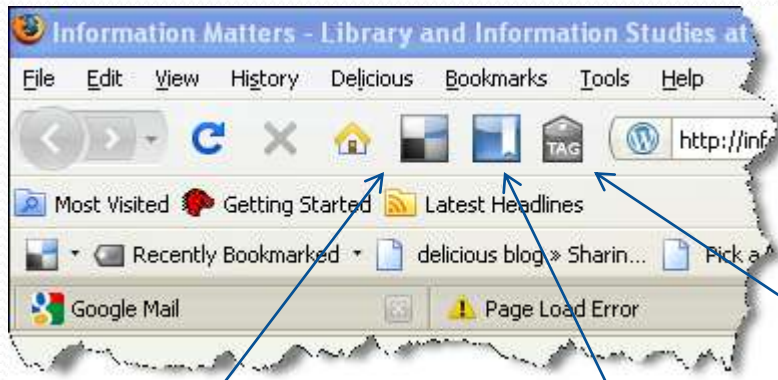 Information Matters - Library and Information Studies at
File Edit View History Delicious Bookmarks Tools Help
TAG http://inf
Most Visited Getting Started Latest Headlines
Recently Bookmarked delicious blog » Sharin... Pick a
Google Mail Page Load Error